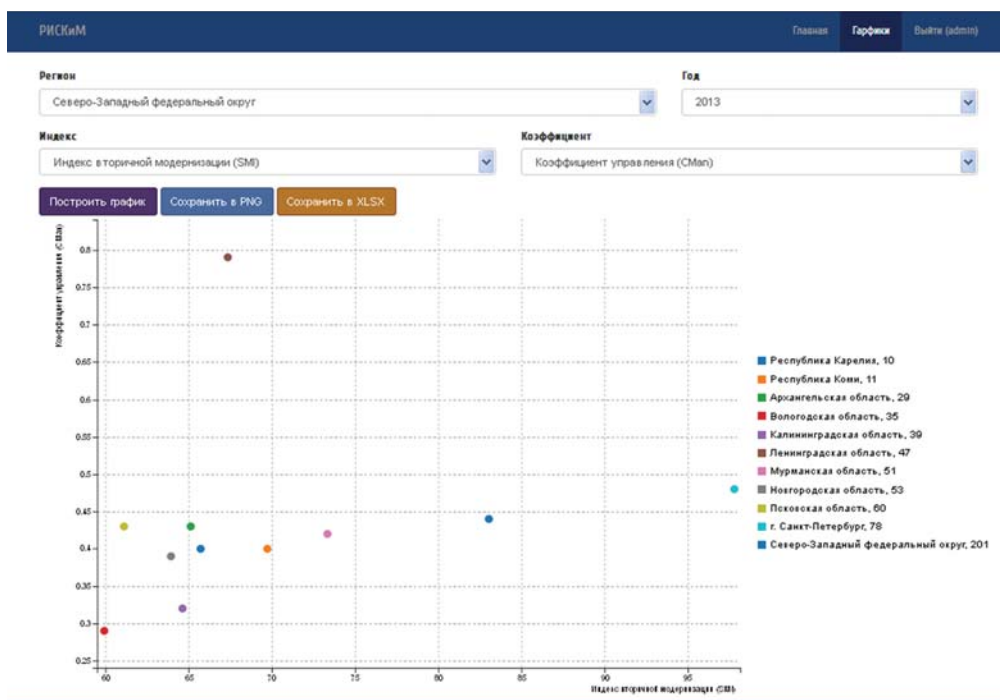 РИСКиМ
Главная Гарфики Выйти (admin)
Регион Год
Северо-Западный федеральный округ 2013
Индекс Коэффициент
Индекс вторичной модернизации (SMI) Коэффициент управления (CMan)
Построить график Сохранить в PNG Сохранить в XLSX
Коэффициент управления (CMan)
0.8
0.75
0.7
0.65
0.6
0.55
0.5
0.45
0.4
0.35
0.3
0.25
60 65 70 75 80 85 90 95
Индекс вторичной модернизации (SMI)
Республика Карелия, 10
Республика Коми, 11
Архангельская область, 29
Вологодская область, 35
Калининградская область, 39
Ленинградская область, 47
Мурманская область, 51
Новгородская область, 53
Псковская область, 60
г. Санкт-Петербург, 78
Северо-Западный федеральный округ, 201